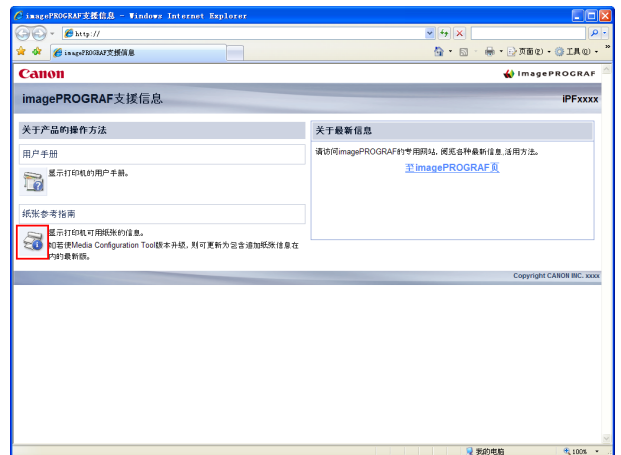 imagePROGRAF支援信息 - Windows Internet Explorer
http://
imagePROGRAF支援信息
页面(P)
工具(O)
Canon
imagePROGRAF
imagePROGRAF支援信息
iPFxxxx
关于产品的操作方法
用户手册
显示打印机的用户手册。
纸张参考指南
显示打印机可用纸张的信息。
如若使Media Configuration Tool版本升级, 则可更新为包含追加纸张信息在
内的最新版。
关于最新信息
请访问imagePROGRAF的专用网站, 阅览各种最新信息,活用方法。
至imagePROGRAF页
Copyright CANON INC. xxxx
我的电脑
100%